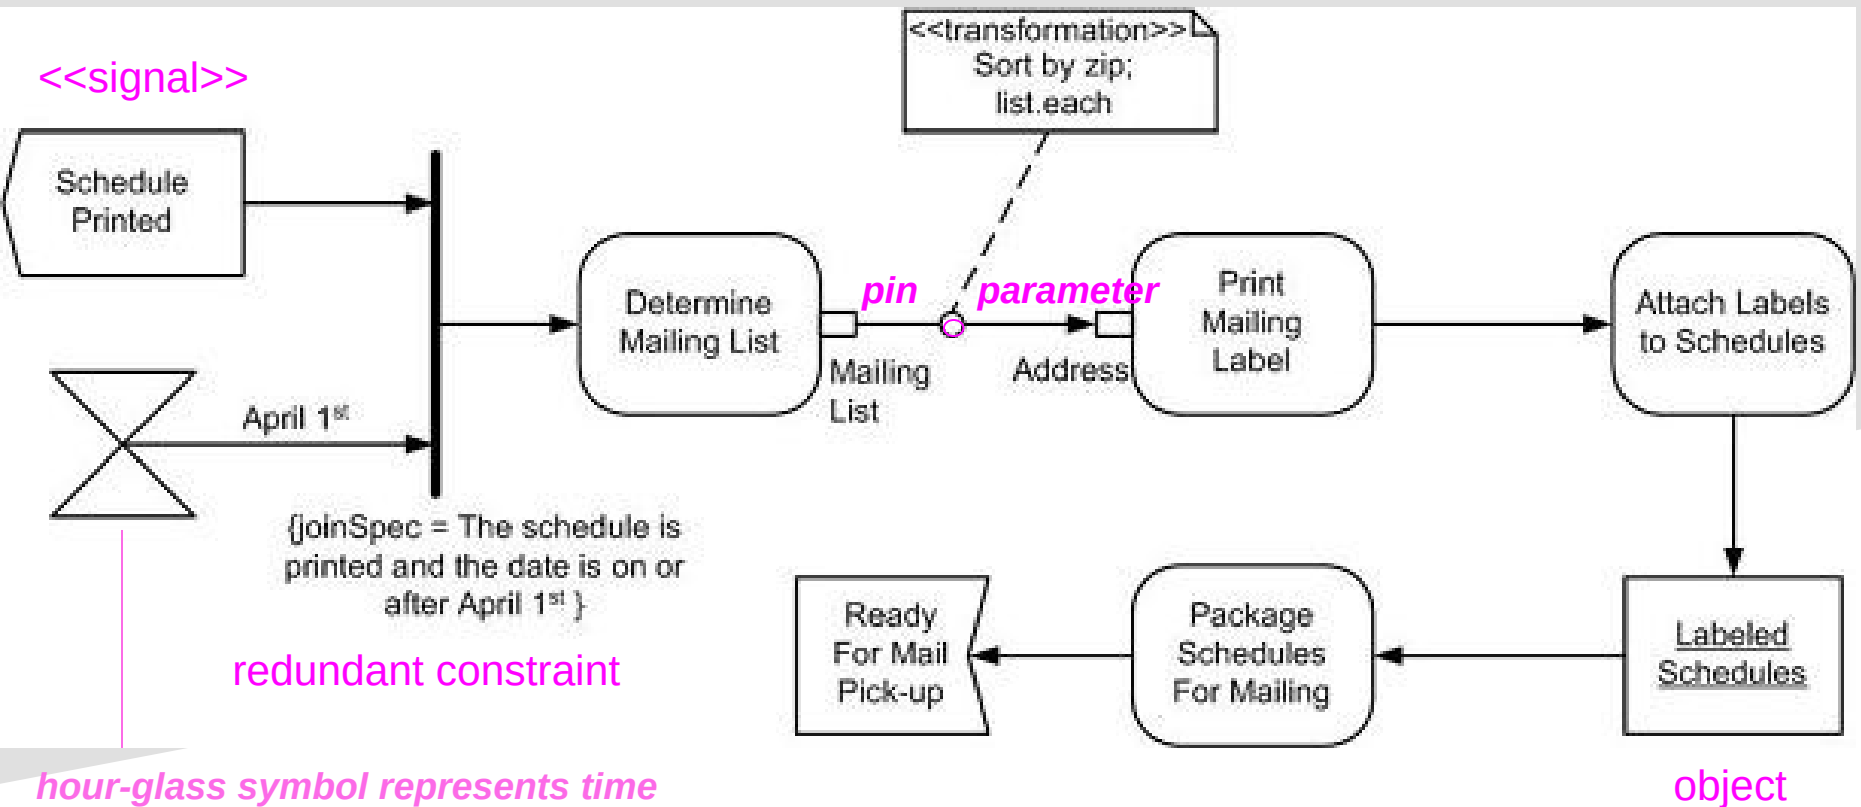 <<transformation>>
Sort by zip;
list.each
<<signal>>
Schedule
Printed
Determine
Mailing List
pin
parameter
Mailing
List
Address
Print
Mailing
Label
Attach Labels
to Schedules
April 1st
{joinSpec = The schedule is
printed and the date is on or
after April 1st }
redundant constraint
Ready
For Mail
Pick-up
Package
Schedules
For Mailing
Labeled
Schedules
hour-glass symbol represents time
object